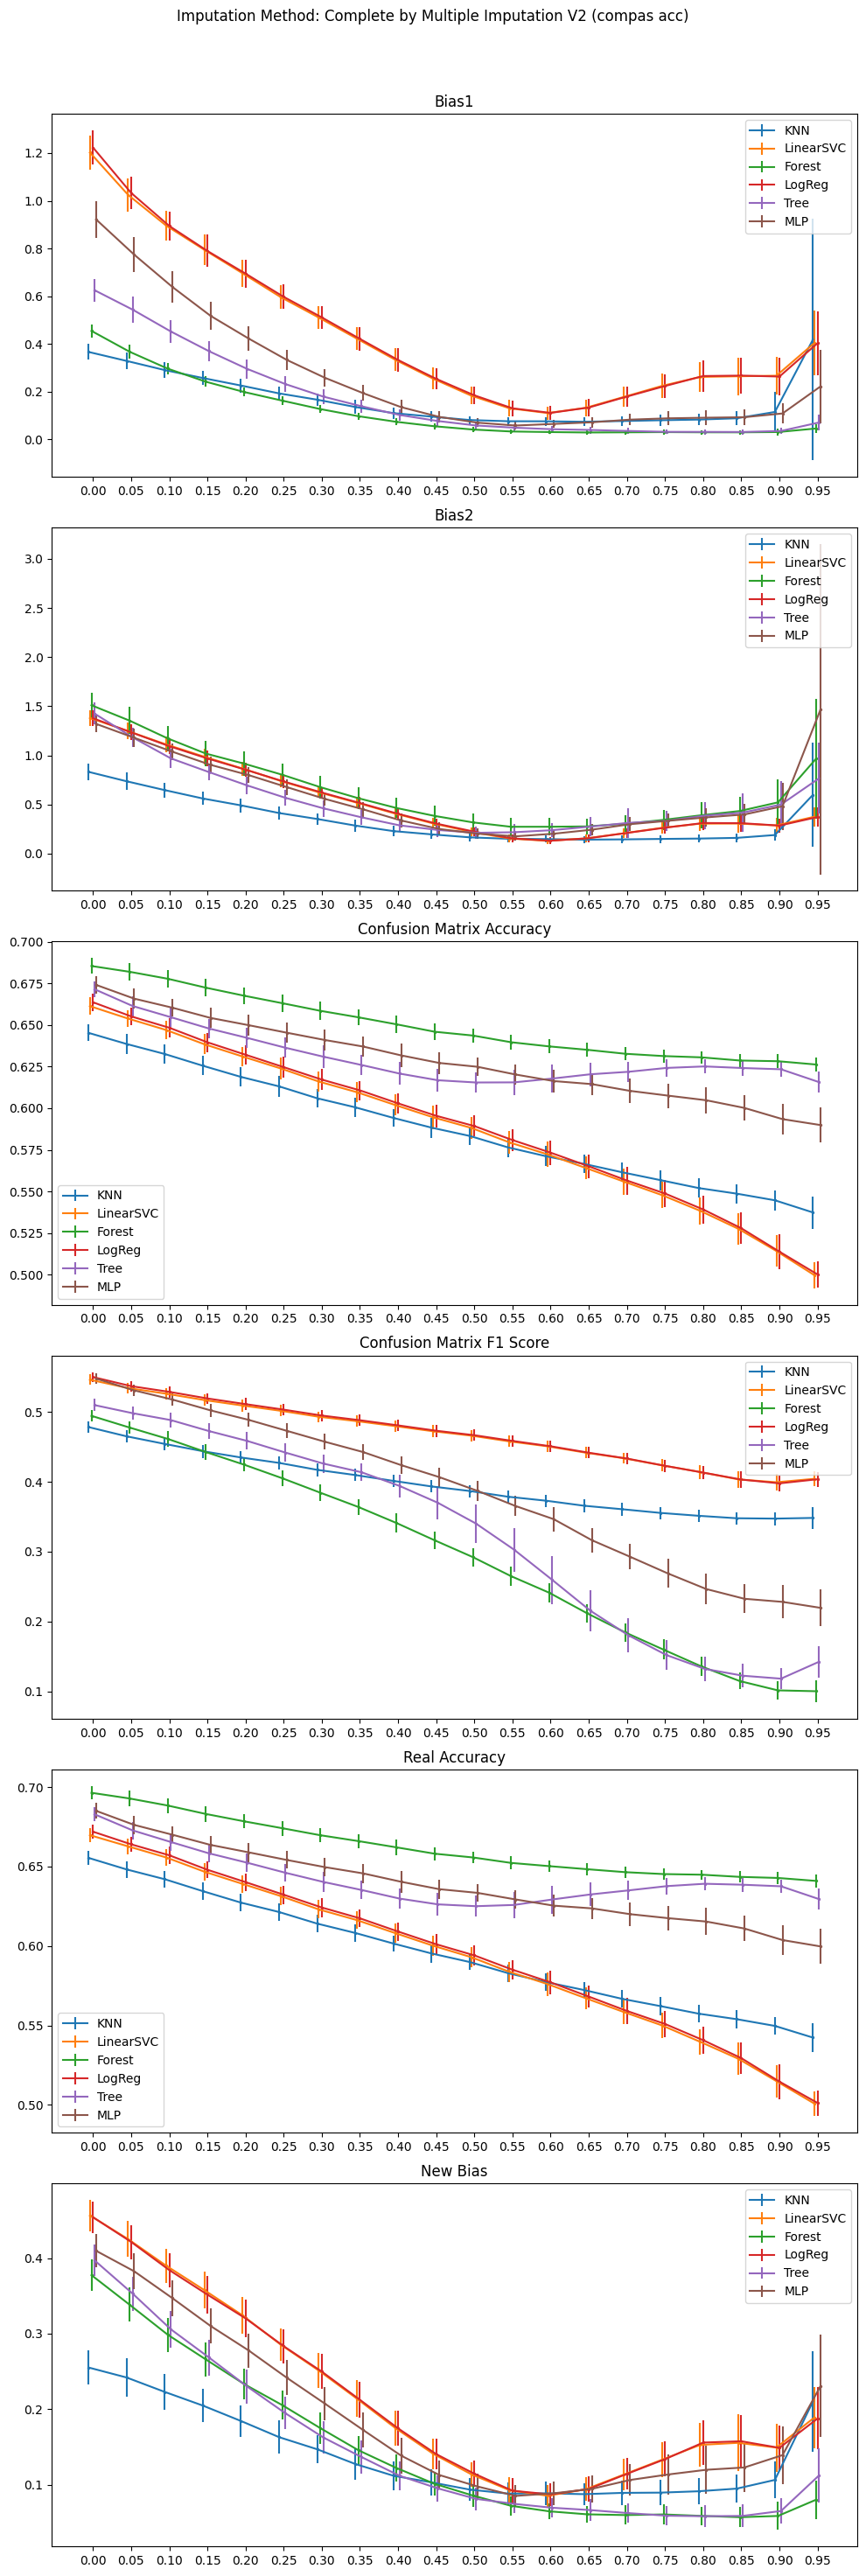 Imputation Method: Complete by Multiple Imputation V2 (compas acc)
Bias1
1.2
1.0
0.8
0.6
0.4
0.2
0.0
KNN
LinearSVC
Forest
LogReg
Tree
MLP
0.00 0.05 0.10 0.15 0.20 0.25 0.30 0.35 0.40 0.45 0.50 0.55 0.60 0.65 0.70 0.75 0.80 0.85 0.90 0.95
Bias2
3.0
2.5
2.0
1.5
1.0
0.5
0.0
KNN
LinearSVC
Forest
LogReg
Tree
MLP
0.00 0.05 0.10 0.15 0.20 0.25 0.30 0.35 0.40 0.45 0.50 0.55 0.60 0.65 0.70 0.75 0.80 0.85 0.90 0.95
Confusion Matrix Accuracy
0.700
0.675
0.650
0.625
0.600
0.575
0.550
0.525
0.500
KNN
LinearSVC
Forest
LogReg
Tree
MLP
0.00 0.05 0.10 0.15 0.20 0.25 0.30 0.35 0.40 0.45 0.50 0.55 0.60 0.65 0.70 0.75 0.80 0.85 0.90 0.95
Confusion Matrix F1 Score
0.5
0.4
0.3
0.2
0.1
KNN
LinearSVC
Forest
LogReg
Tree
MLP
0.00 0.05 0.10 0.15 0.20 0.25 0.30 0.35 0.40 0.45 0.50 0.55 0.60 0.65 0.70 0.75 0.80 0.85 0.90 0.95
Real Accuracy
0.70
0.65
0.60
0.55
0.50
KNN
LinearSVC
Forest
LogReg
Tree
MLP
0.00 0.05 0.10 0.15 0.20 0.25 0.30 0.35 0.40 0.45 0.50 0.55 0.60 0.65 0.70 0.75 0.80 0.85 0.90 0.95
New Bias
0.4
0.3
0.2
0.1
KNN
LinearSVC
Forest
LogReg
Tree
MLP
0.00 0.05 0.10 0.15 0.20 0.25 0.30 0.35 0.40 0.45 0.50 0.55 0.60 0.65 0.70 0.75 0.80 0.85 0.90 0.95